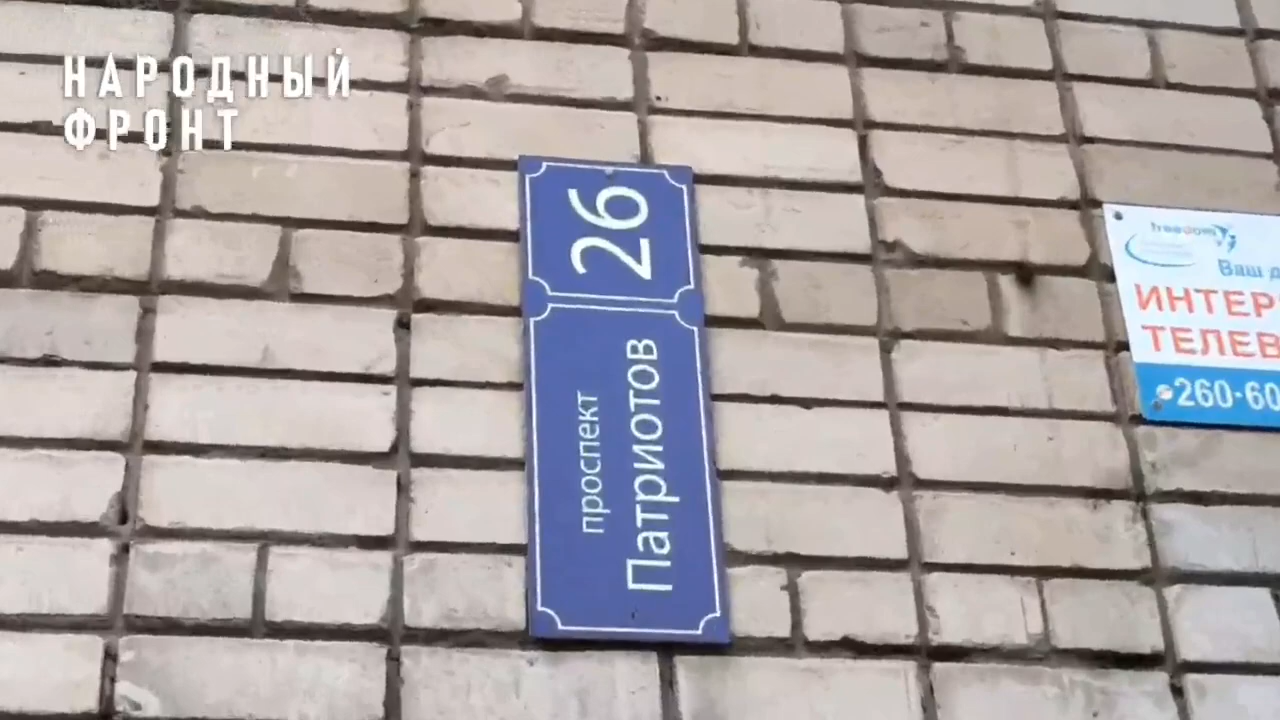 НАРОДНЫЙ
ФРОНТ
проспект
Патриотов
26
freedom
Ваш
ИНТЕР
ТЕЛЕВ
260-60